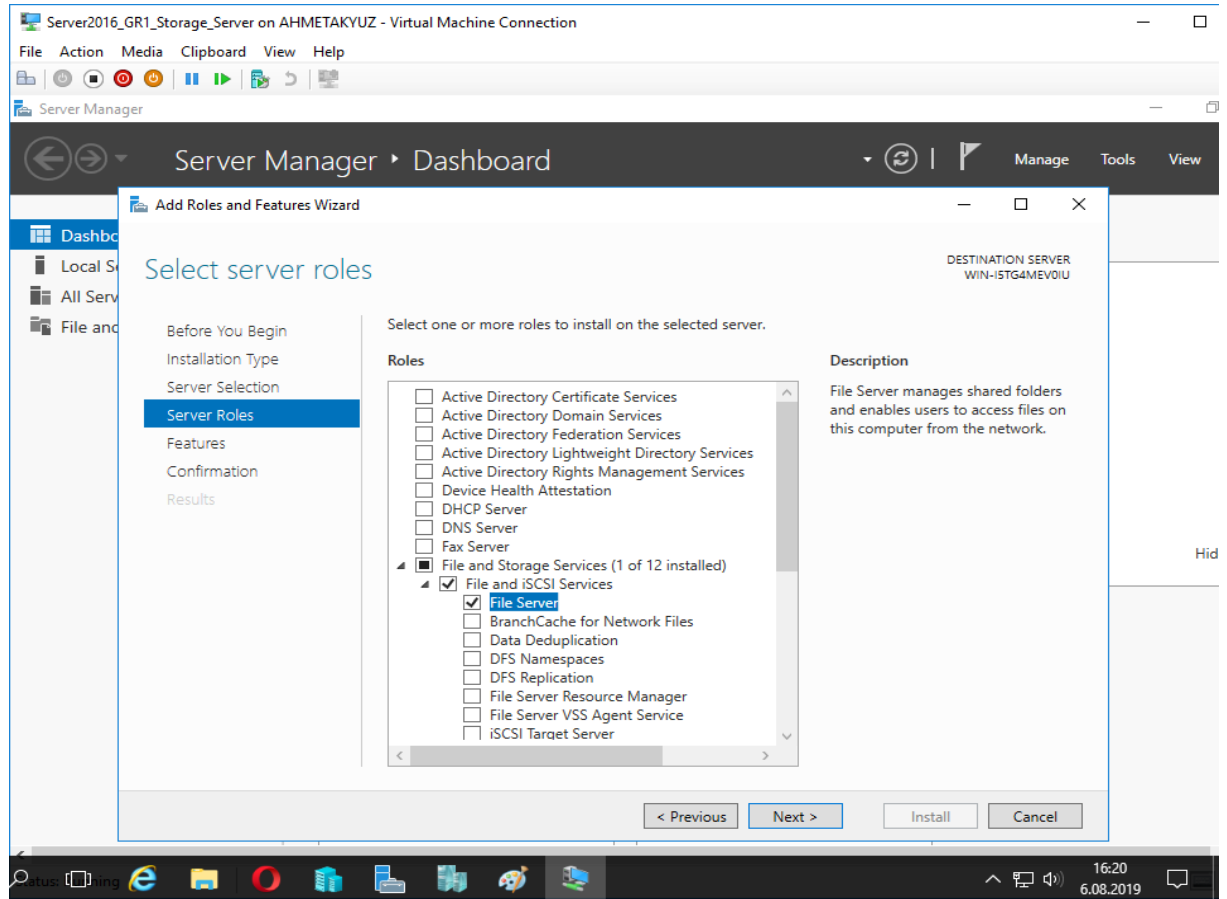 Server2016_GR1_Storage_Server on AHMETAKYUZ - Virtual Machine Connection
File Action Media Clipboard View Help
Server Manager
Server Manager Dashboard
Manage Tools View
Add Roles and Features Wizard
Dashbo
Local Se
All Serv
File and
Select server roles
DESTINATION SERVER
WIN-I5TG4MEV0IU
Before You Begin
Installation Type
Server Selection
Server Roles
Features
Confirmation
Results
Select one or more roles to install on the selected server.
Roles
Active Directory Certificate Services
Active Directory Domain Services
Active Directory Federation Services
Active Directory Lightweight Directory Services
Active Directory Rights Management Services
Device Health Attestation
DHCP Server
DNS Server
Fax Server
File and Storage Services (1 of 12 installed)
File and iSCSI Services
File Server
BranchCache for Network Files
Data Deduplication
DFS Namespaces
DFS Replication
File Server Resource Manager
File Server VSS Agent Service
iSCSI Target Server
Description
File Server manages shared folders
and enables users to access files on
this computer from the network.
Hid
< Previous Next > Install Cancel
16:20
6.08.2019